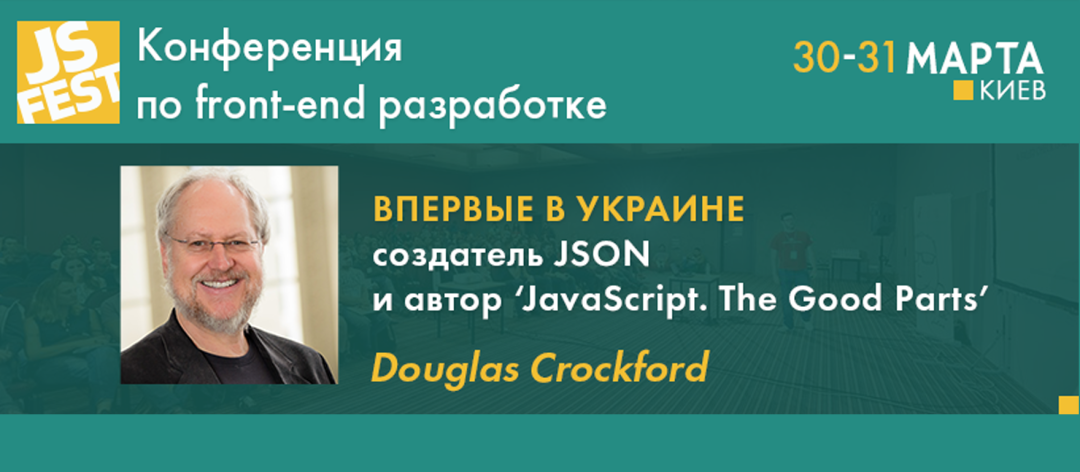 JS
FEST
Конференция
по front-end разработке
30-31 МАРТА
КИЕВ
ВПЕРВЫЕ В УКРАИНЕ
создатель JSON
и автор ‘JavaScript. The Good Parts’
Douglas Crockford